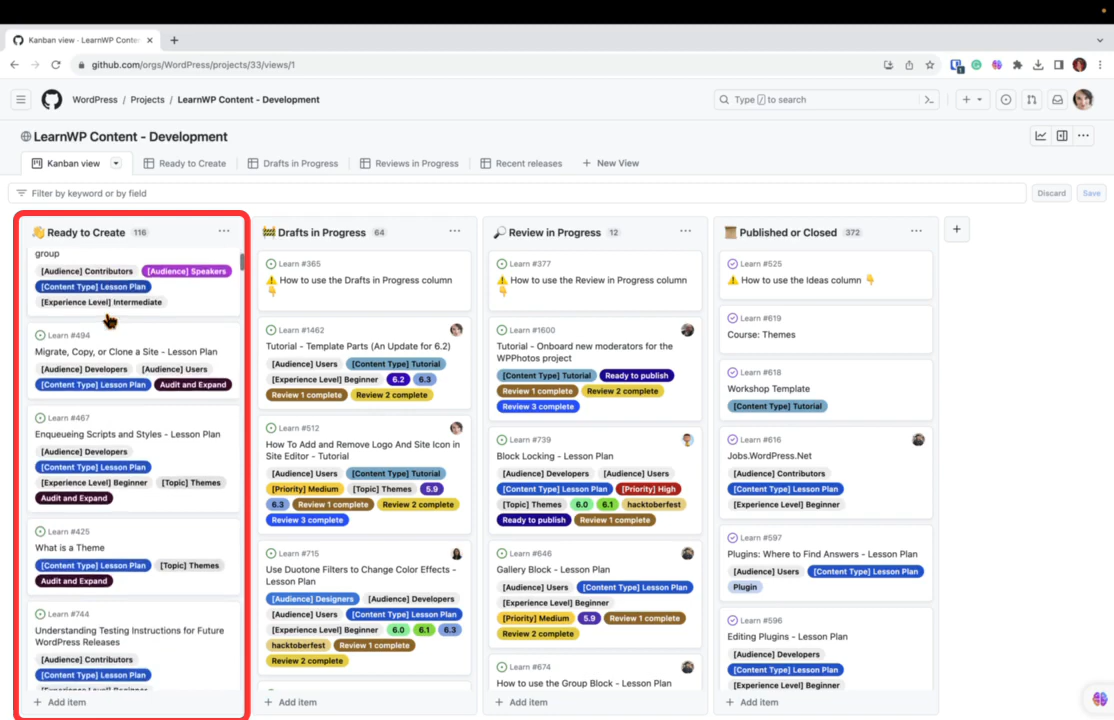 Kanban view · LearnWP Conte
github.com/orgs/WordPress/projects/33/views/1
WordPress / Projects / LearnWP Content - Development
Type / to search
LearnWP Content - Development
Kanban view
Ready to Create
Drafts in Progress
Reviews in Progress
Recent releases
+ New View
Filter by keyword or by field
Discard
Save
Ready to Create 116
group
[Audience] Contributors [Audience] Speakers
[Content Type] Lesson Plan
[Experience Level] Intermediate
Learn #494
Migrate, Copy, or Clone a Site - Lesson Plan
[Audience] Developers [Audience] Users
[Content Type] Lesson Plan Audit and Expand
Learn #467
Enqueueing Scripts and Styles - Lesson Plan
[Audience] Developers
[Content Type] Lesson Plan
[Experience Level] Beginner [Topic] Themes
Audit and Expand
Learn #425
What is a Theme
[Content Type] Lesson Plan [Topic] Themes
Audit and Expand
Learn #744
Understanding Testing Instructions for Future
WordPress Releases
[Audience] Contributors
[Content Type] Lesson Plan
[Experience Level] Beginner
+ Add item
Drafts in Progress 64
Learn #365
How to use the Drafts in Progress column
Learn #1462
Tutorial - Template Parts (An Update for 6.2)
[Audience] Users [Content Type] Tutorial
[Experience Level] Beginner 6.2 6.3
Review 1 complete Review 2 complete
Learn #512
How To Add and Remove Logo And Site Icon in
Site Editor - Tutorial
[Audience] Users [Content Type] Tutorial
[Priority] Medium [Topic] Themes 5.9
6.3 Review 1 complete Review 2 complete
Review 3 complete
Learn #715
Use Duotone Filters to Change Color Effects -
Lesson Plan
[Audience] Designers [Audience] Developers
[Audience] Users [Content Type] Lesson Plan
[Experience Level] Beginner 6.0 6.1 6.3
hacktoberfest Review 1 complete
Review 2 complete
+ Add item
Review in Progress 12
Learn #377
How to use the Review in Progress column
Learn #1600
Tutorial - Onboard new moderators for the
WPPhotos project
[Content Type] Tutorial Ready to publish
Review 1 complete Review 2 complete
Review 3 complete
Learn #739
Block Locking - Lesson Plan
[Audience] Developers [Audience] Users
[Content Type] Lesson Plan [Priority] High
[Topic] Themes 6.0 6.1 hacktoberfest
Ready to publish Review 1 complete
Learn #646
Gallery Block - Lesson Plan
[Audience] Users [Content Type] Lesson Plan
[Experience Level] Beginner
[Priority] Medium 5.9 Review 1 complete
Review 2 complete
Learn #674
How to use the Group Block - Lesson Plan
+ Add item
Published or Closed 372
Learn #525
How to use the Ideas column
Learn #619
Course: Themes
Learn #618
Workshop Template
[Content Type] Tutorial
Learn #616
Jobs.WordPress.Net
[Audience] Contributors
[Content Type] Lesson Plan
[Experience Level] Beginner
Learn #597
Plugins: Where to Find Answers - Lesson Plan
[Audience] Users [Content Type] Lesson Plan
Plugin
Learn #596
Editing Plugins - Lesson Plan
[Audience] Developers
[Content Type] Lesson Plan
[Experience Level] Beginner
+ Add item